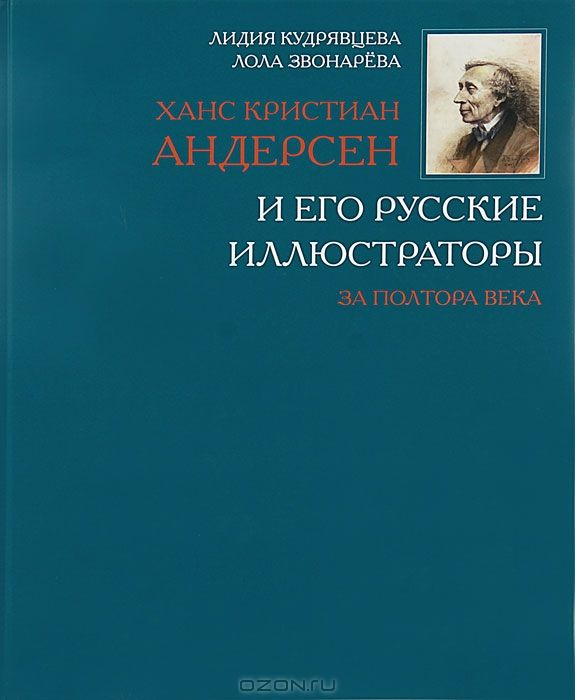 ЛИДИЯ КУДРЯВЦЕВА
ЛОЛА ЗВОНАРЁВА
ХАНС КРИСТИАН
АНДЕРСЕН
И ЕГО РУССКИЕ
ИЛЛЮСТРАТОРЫ
ЗА ПОЛТОРА ВЕКА
OZON.RU